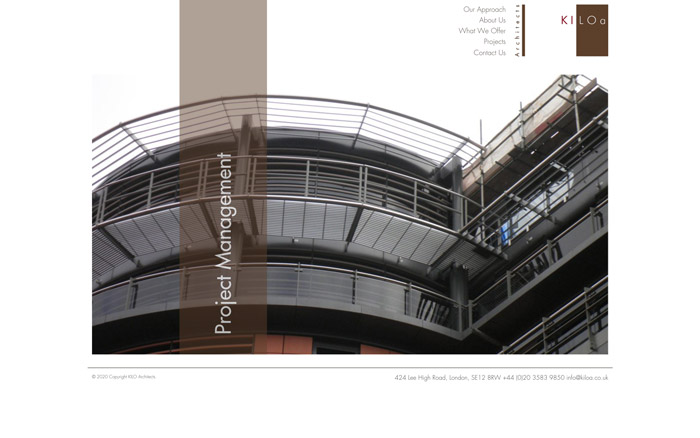 Our Approach
About Us
What We Offer
Projects
Contact Us
Architects
KILOa
Project Management
© 2020 Copyright KILO Architects
424 Lee High Road, London, SE12 8RW +44 (0)20 3583 9850 info@kiloa.co.uk